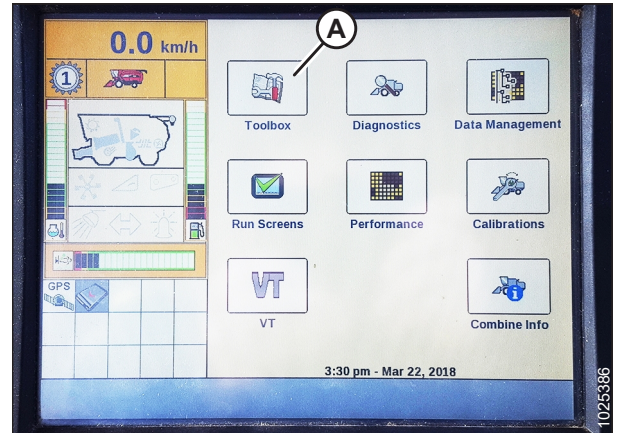 A
0.0 km/h
1
Toolbox
Diagnostics
Data Management
Run Screens
Performance
Calibrations
GPS
VT
VT
Combine Info
3:30 pm - Mar 22, 2018
1025386